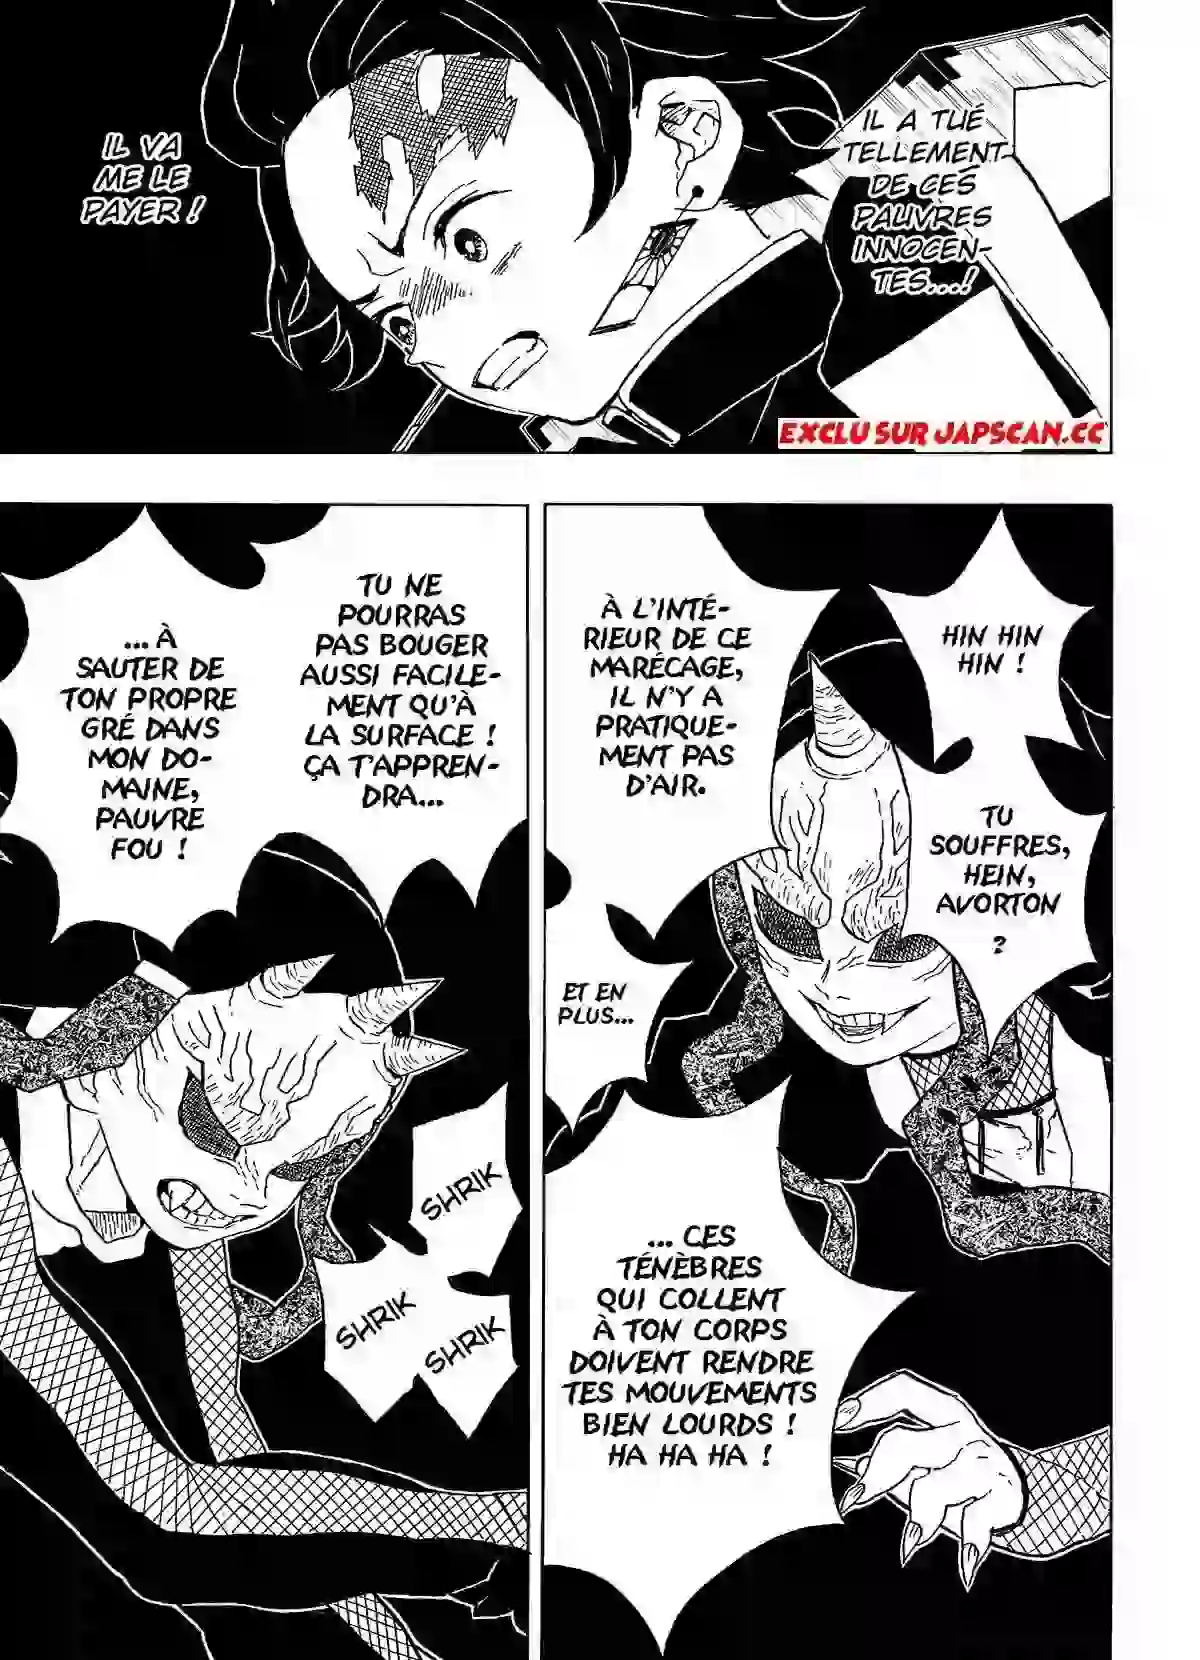 IL A TUÉ
TELLEMENT
DE CES
PAUVRES
INNOCEN-
TES...!
IL VA
ME LE
PAYER !
EXCLU SUR JAPSCAN.CC
HIN HIN
HIN !
TU
SOUFFRES,
HEIN,
AVORTON
?
À L'INTÉ-
RIEUR DE CE
MARÉCAGE,
IL N'Y A
PRATIQUE-
MENT PAS
D'AIR.
ET EN
PLUS...
... CES
TÉNÈBRES
QUI COLLENT
À TON CORPS
DOIVENT RENDRE
TES MOUVEMENTS
BIEN LOURDS !
HA HA HA !
TU NE
POURRAS
PAS BOUGER
AUSSI FACILE-
MENT QU'À
LA SURFACE !
ÇA T'APPREN-
DRA...
... À
SAUTER DE
TON PROPRE
GRÉ DANS
MON DO-
MAINE,
PAUVRE
FOU !
SHRIK
SHRIK
SHRIK